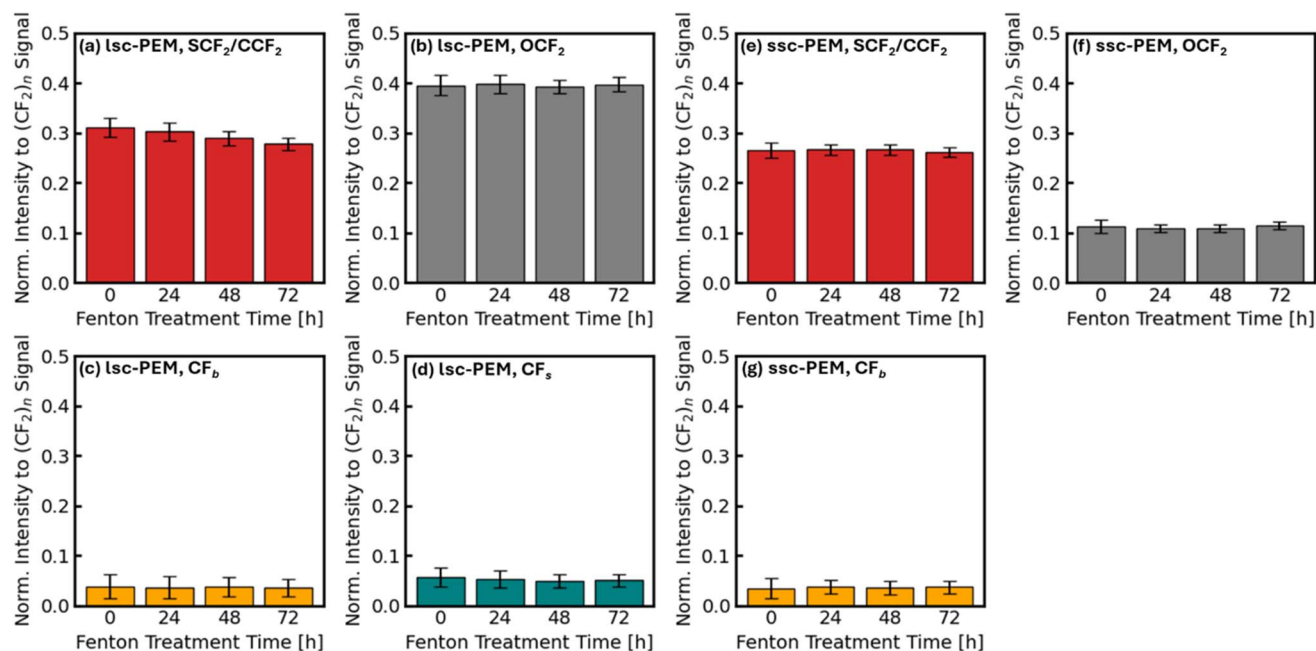 (a) lsc-PEM, SCF₂/CCF₂
Norm. Intensity to (CF₂)ₙ Signal
0.5
0.4
0.3
0.2
0.1
0.0
0 24 48 72
Fenton Treatment Time [h]
(b) lsc-PEM, OCF₂
Norm. Intensity to (CF₂)ₙ Signal
0.5
0.4
0.3
0.2
0.1
0.0
0 24 48 72
Fenton Treatment Time [h]
(e) ssc-PEM, SCF₂/CCF₂
Norm. Intensity to (CF₂)ₙ Signal
0.5
0.4
0.3
0.2
0.1
0.0
0 24 48 72
Fenton Treatment Time [h]
(f) ssc-PEM, OCF₂
Norm. Intensity to (CF₂)ₙ Signal
0.5
0.4
0.3
0.2
0.1
0.0
0 24 48 72
Fenton Treatment Time [h]
(c) lsc-PEM, CF_b
Norm. Intensity to (CF₂)ₙ Signal
0.5
0.4
0.3
0.2
0.1
0.0
0 24 48 72
Fenton Treatment Time [h]
(d) lsc-PEM, CFₛ
Norm. Intensity to (CF₂)ₙ Signal
0.5
0.4
0.3
0.2
0.1
0.0
0 24 48 72
Fenton Treatment Time [h]
(g) ssc-PEM, CF_b
Norm. Intensity to (CF₂)ₙ Signal
0.5
0.4
0.3
0.2
0.1
0.0
0 24 48 72
Fenton Treatment Time [h]